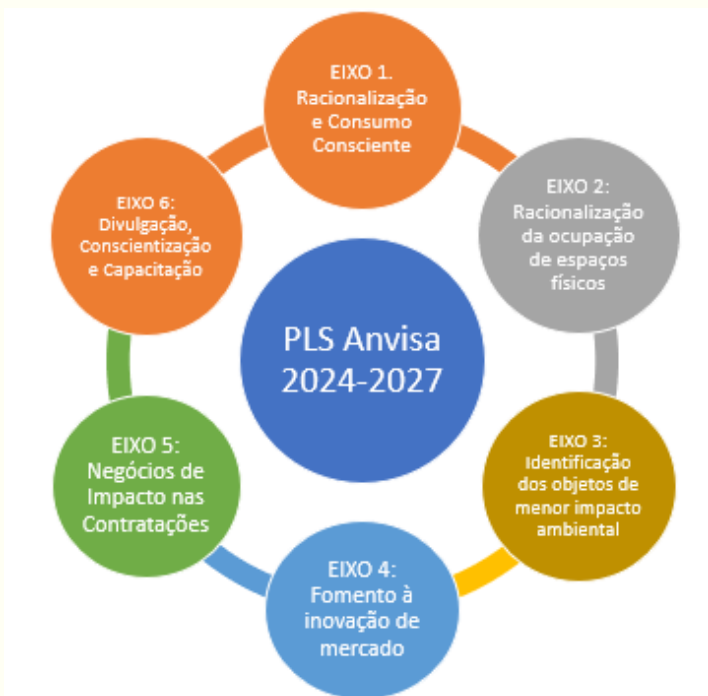 EIXO 1.
Racionalização
e Consumo
Consciente
EIXO 2:
Racionalização
da ocupação
de espaços
físicos
EIXO 3:
Identificação
dos objetos de
menor impacto
ambiental
EIXO 4:
Fomento à
inovação de
mercado
EIXO 5:
Negócios de
Impacto nas
Contratações
EIXO 6:
Divulgação,
Conscientização
e Capacitação
PLS Anvisa
2024-2027